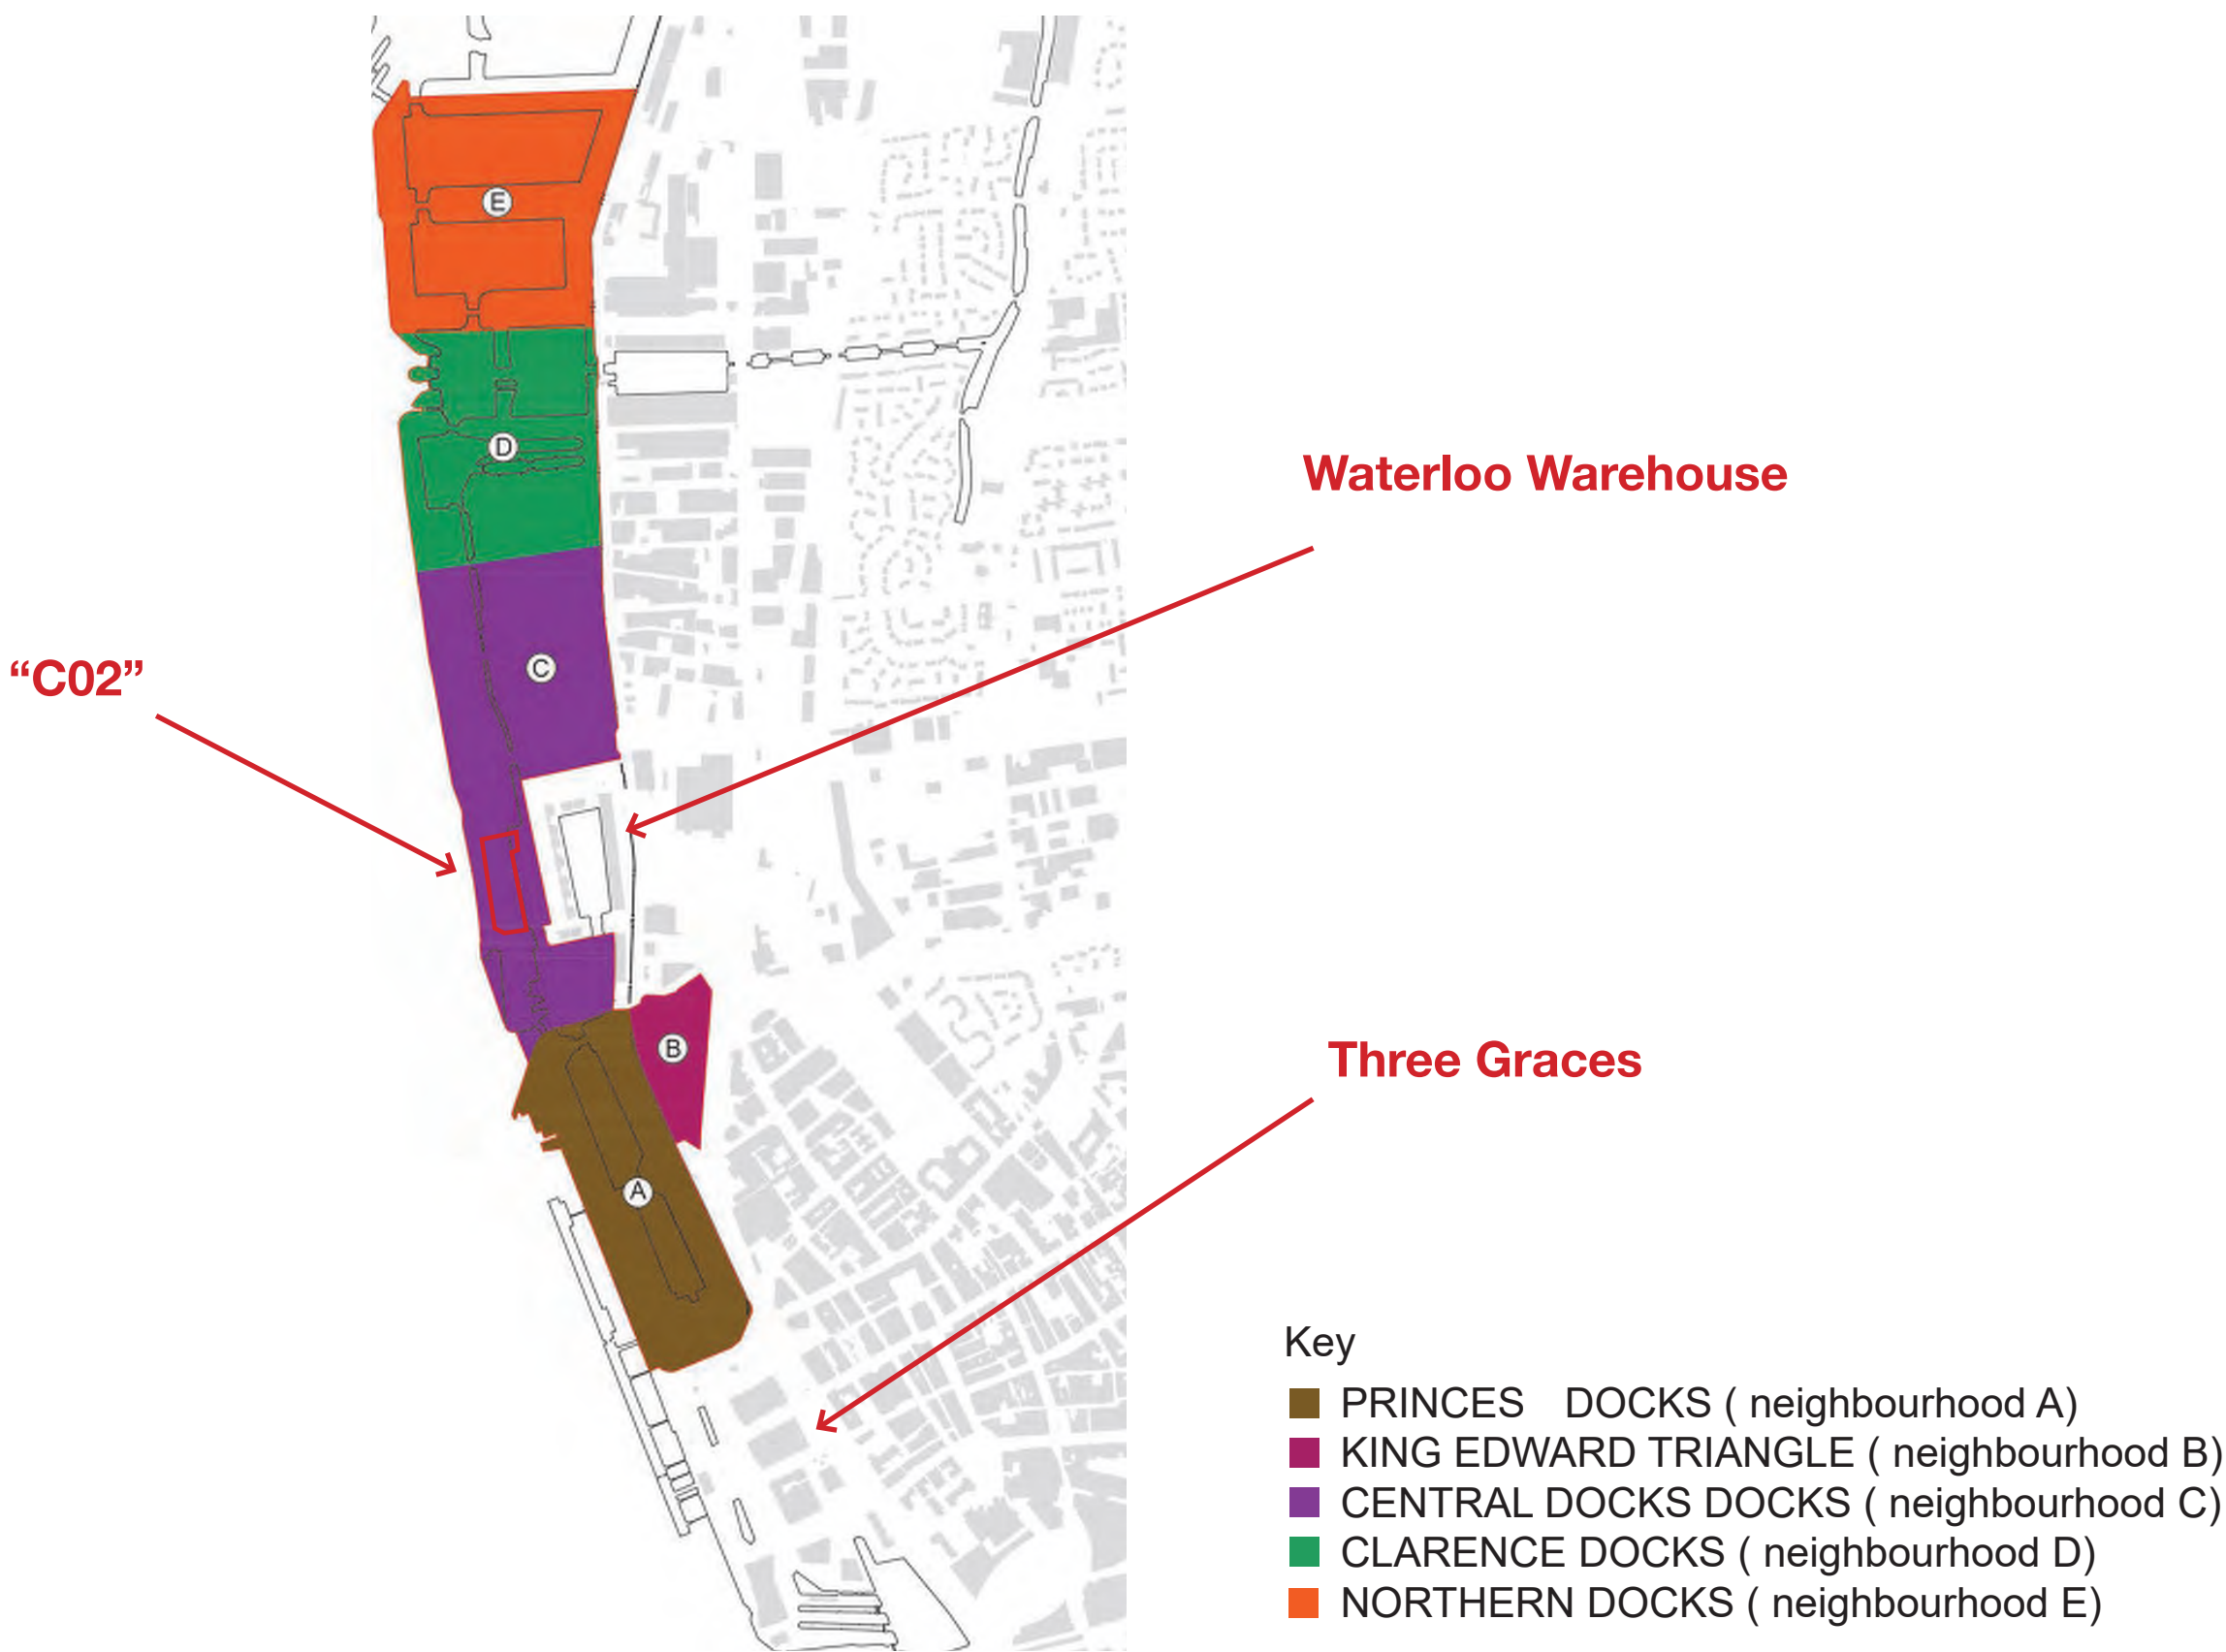 E
D
Waterloo Warehouse
“C02”
C
B
Three Graces
A
Key
PRINCES DOCKS ( neighbourhood A)
KING EDWARD TRIANGLE ( neighbourhood B)
CENTRAL DOCKS DOCKS ( neighbourhood C)
CLARENCE DOCKS ( neighbourhood D)
NORTHERN DOCKS ( neighbourhood E)